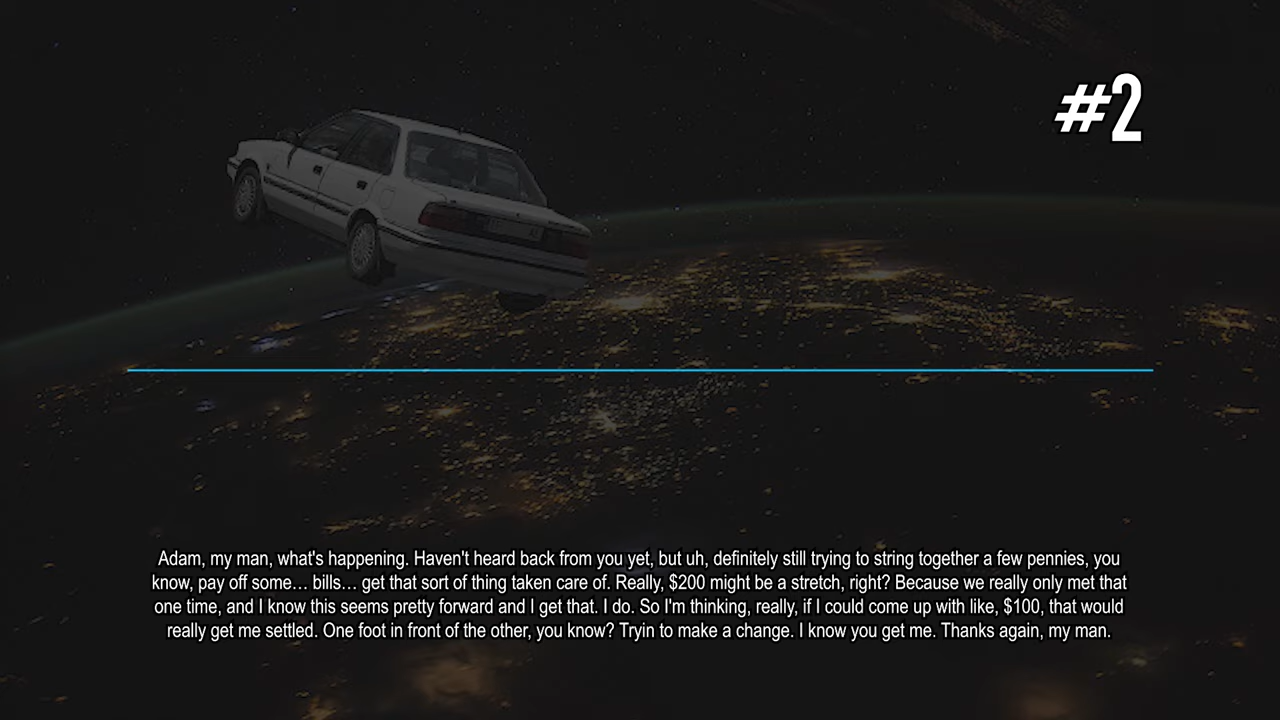 #2
Adam, my man, what's happening. Haven't heard back from you yet, but uh, definitely still trying to string together a few pennies, you
know, pay off some… bills… get that sort of thing taken care of. Really, $200 might be a stretch, right? Because we really only met that
one time, and I know this seems pretty forward and I get that. I do. So I'm thinking, really, if I could come up with like, $100, that would
really get me settled. One foot in front of the other, you know? Tryin to make a change. I know you get me. Thanks again, my man.